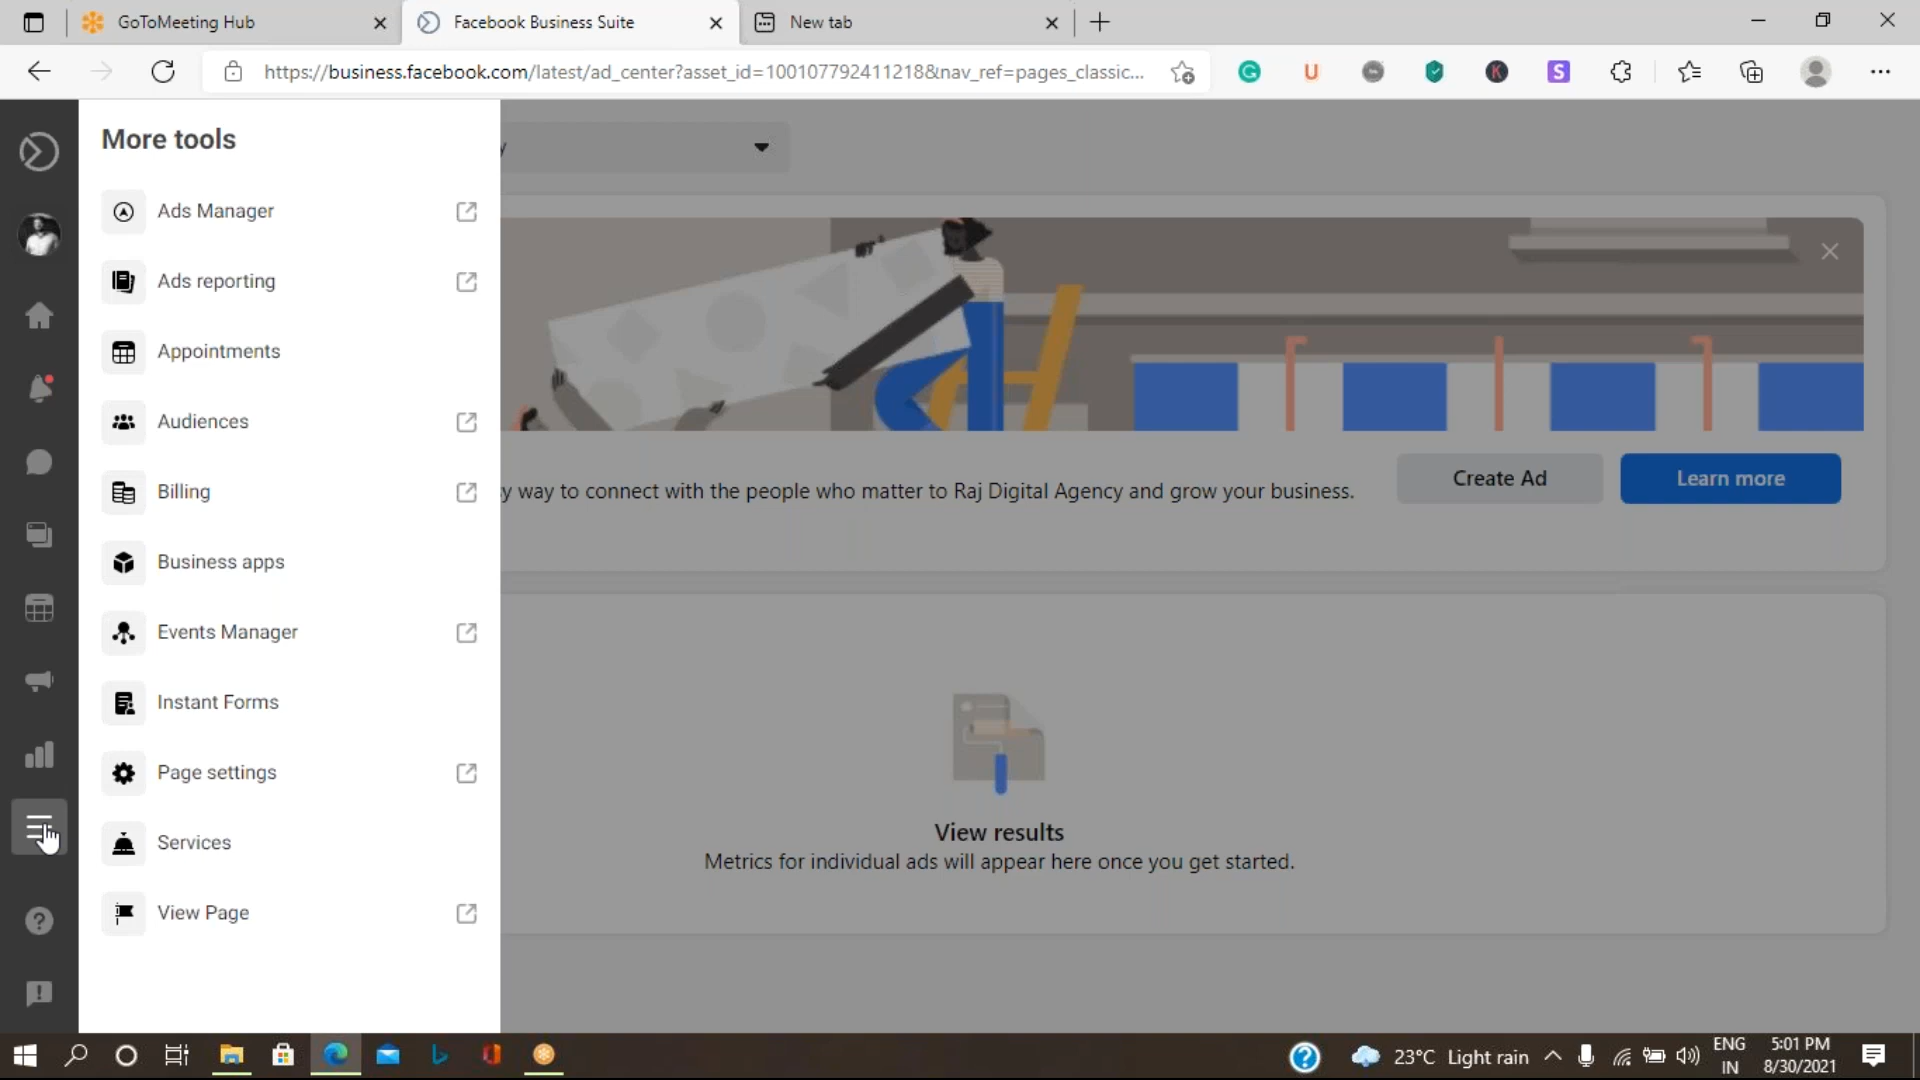 GoToMeeting Hub
Facebook Business Suite
New tab
https://business.facebook.com/latest/ad_center?asset_id=100107792411218&nav_ref=pages_classic...
More tools
Ads Manager
Ads reporting
Appointments
Audiences
Billing
Business apps
Events Manager
Instant Forms
Page settings
Services
View Page
way to connect with the people who matter to Raj Digital Agency and grow your business.
Create Ad
Learn more
View results
Metrics for individual ads will appear here once you get started.
23°C Light rain
ENG
IN
5:01 PM
8/30/2021